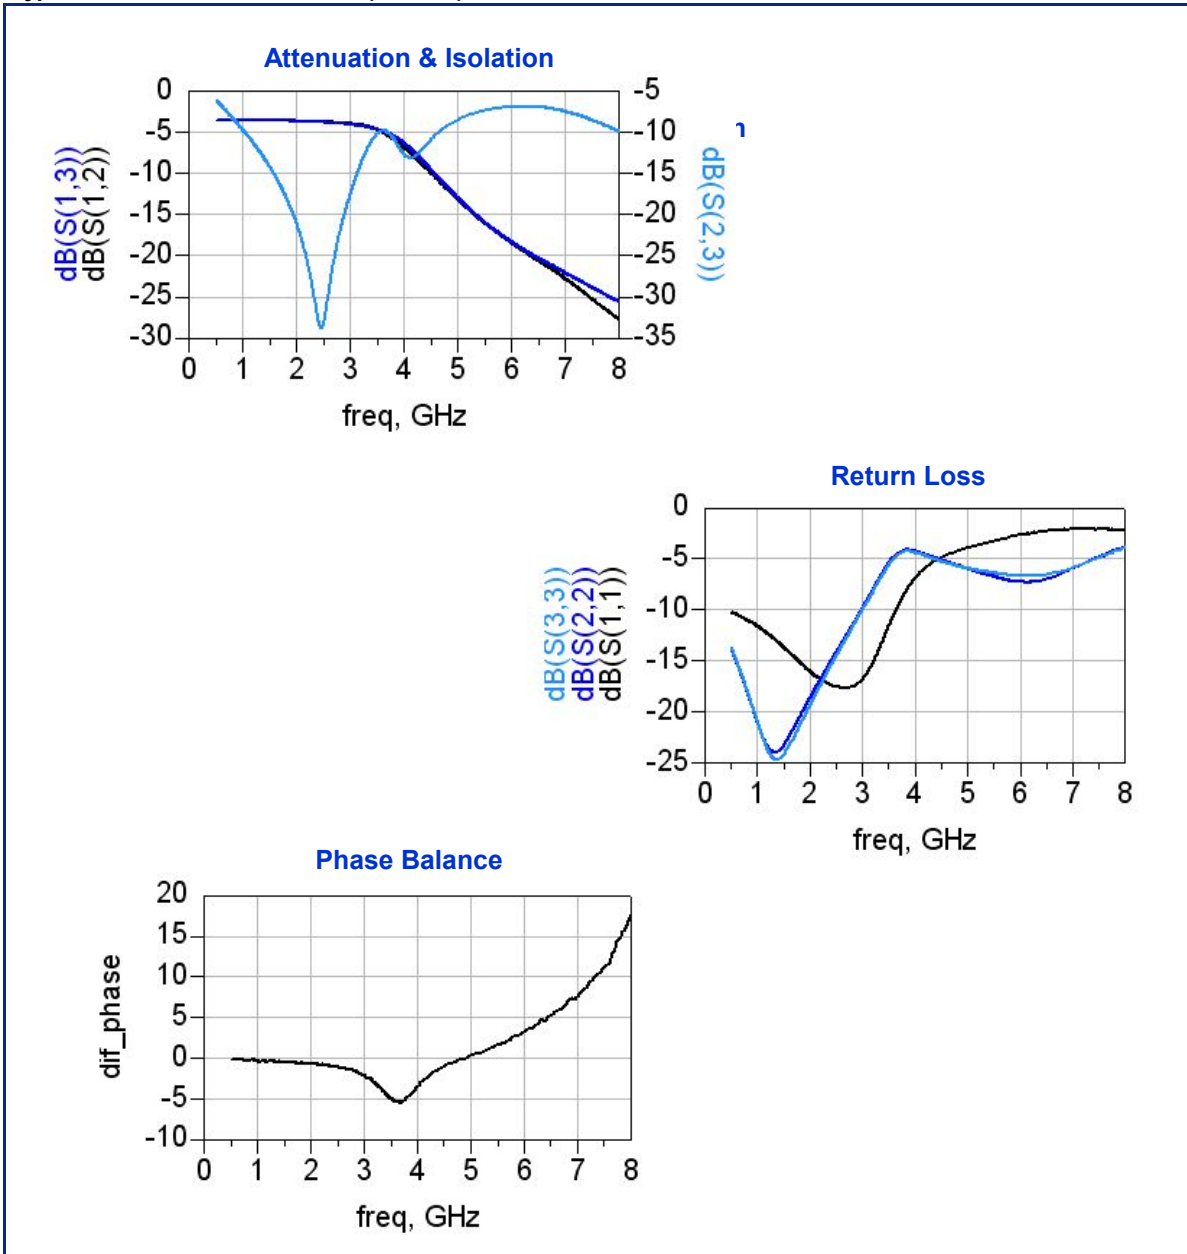 Attenuation & Isolation
n
0
-5
-10
-15
-20
-25
-30
-5
-10
-15
-20
-25
-30
-35
dB(S(1,3))
dB(S(1,2))
dB(S(2,3))
0 1 2 3 4 5 6 7 8
freq, GHz
Return Loss
0
-5
-10
-15
-20
-25
dB(S(3,3))
dB(S(2,2))
dB(S(1,1))
0 1 2 3 4 5 6 7 8
freq, GHz
Phase Balance
20
15
10
5
0
-5
-10
dif_phase
0 1 2 3 4 5 6 7 8
freq, GHz